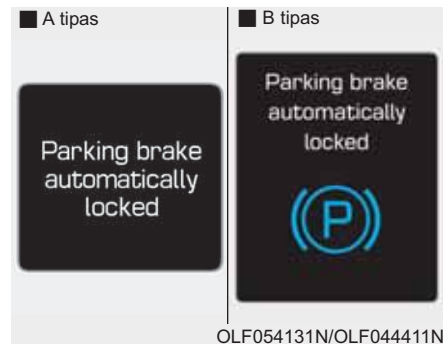 ■ A tipas
Parking brake
automatically
locked
■ B tipas
Parking brake
automatically
locked
(P)
OLF054131N/OLF044411N